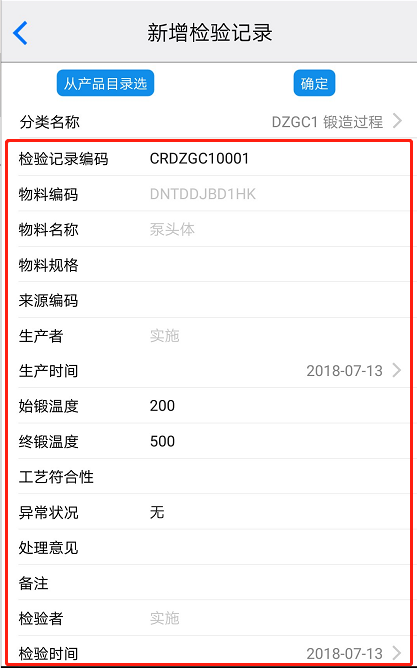 新增检验记录
从产品目录选 确定
分类名称 DZGC1 锻造过程
检验记录编码 CRDZGC10001
物料编码 DNTDDJBD1HK
物料名称 泵头体
物料规格
来源编码
生产者 实施
生产时间 2018-07-13
始锻温度 200
终锻温度 500
工艺符合性
异常状况 无
处理意见
备注
检验者 实施
检验时间 2018-07-13